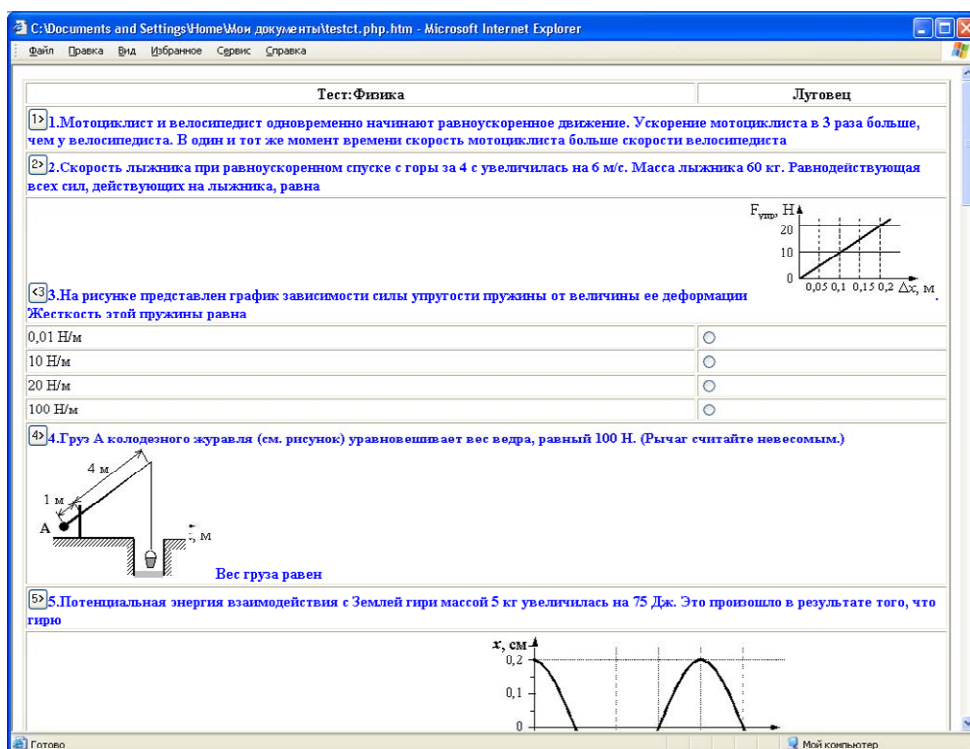 C:\Documents and Settings\Home\Мои документы\testct.php.htm - Microsoft Internet Explorer
Файл Правка Вид Избранное Сервис Справка
Тест:Физика Луговец
1> 1.Мотоциклист и велосипедист одновременно начинают равноускоренное движение. Ускорение мотоциклиста в 3 раза больше,
чем у велосипедиста. В один и тот же момент времени скорость мотоциклиста больше скорости велосипедиста
2> 2.Скорость лыжника при равноускоренном спуске с горы за 4 с увеличилась на 6 м/с. Масса лыжника 60 кг. Равнодействующая
всех сил, действующих на лыжника, равна
Fупр, Н
20
10
0
0,05 0,1 0,15 0,2 Δx, м
<3 3.На рисунке представлен график зависимости силы упругости пружины от величины ее деформации .
Жесткость этой пружины равна
0,01 Н/м
10 Н/м
20 Н/м
100 Н/м
4> 4.Груз А колодезного журавля (см. рисунок) уравновешивает вес ведра, равный 100 Н. (Рычаг считайте невесомым.)
4 м
1 м
А
, м
Вес груза равен
5> 5.Потенциальная энергия взаимодействия с Землей гири массой 5 кг увеличилась на 75 Дж. Это произошло в результате того, что
гирю
x, см
0,2
0,1
0
Готово Мой компьютер